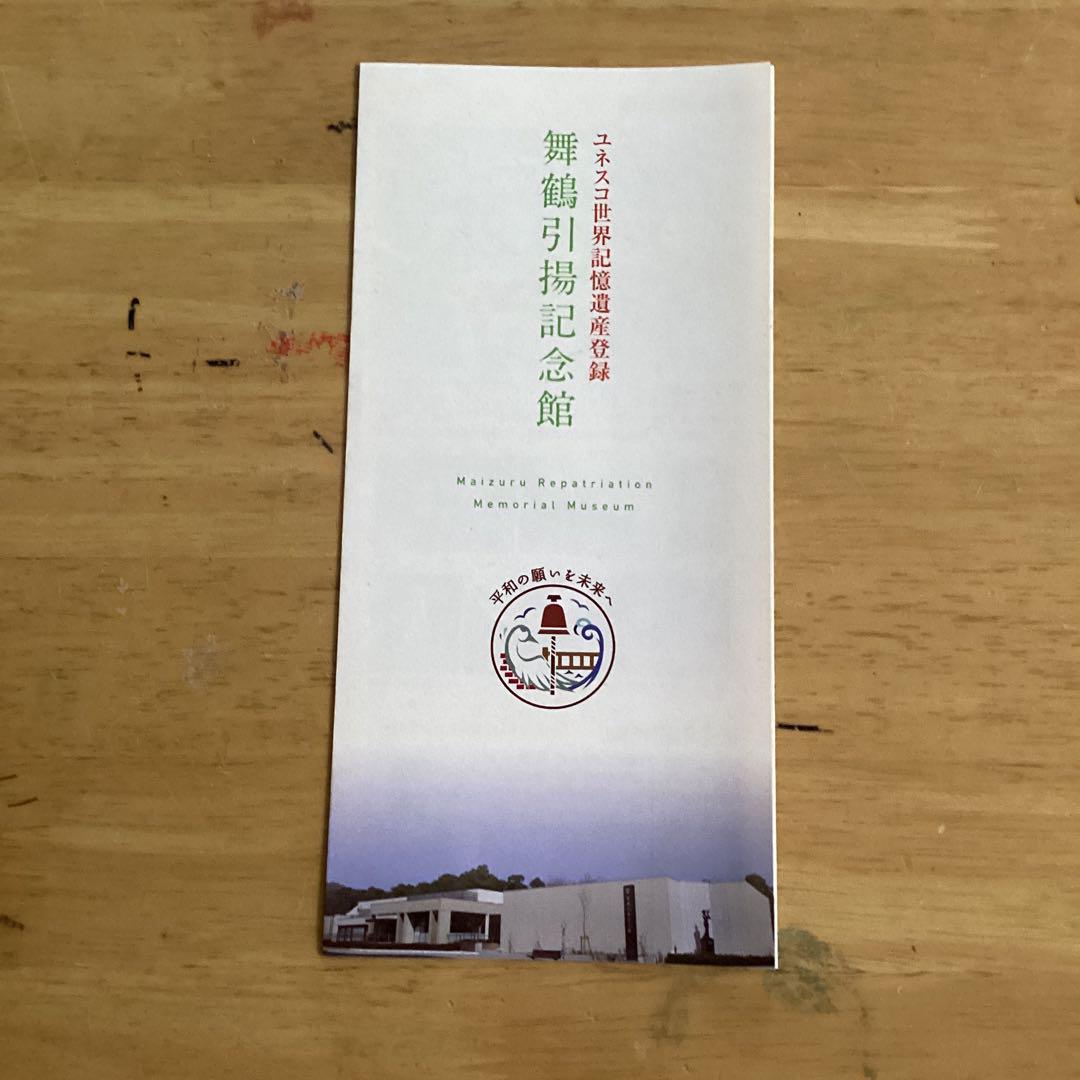 ユネスコ世界記憶遺産登録
舞鶴引揚記念館
Maizuru Repatriation
Memorial Museum
平和の願いを未来へ